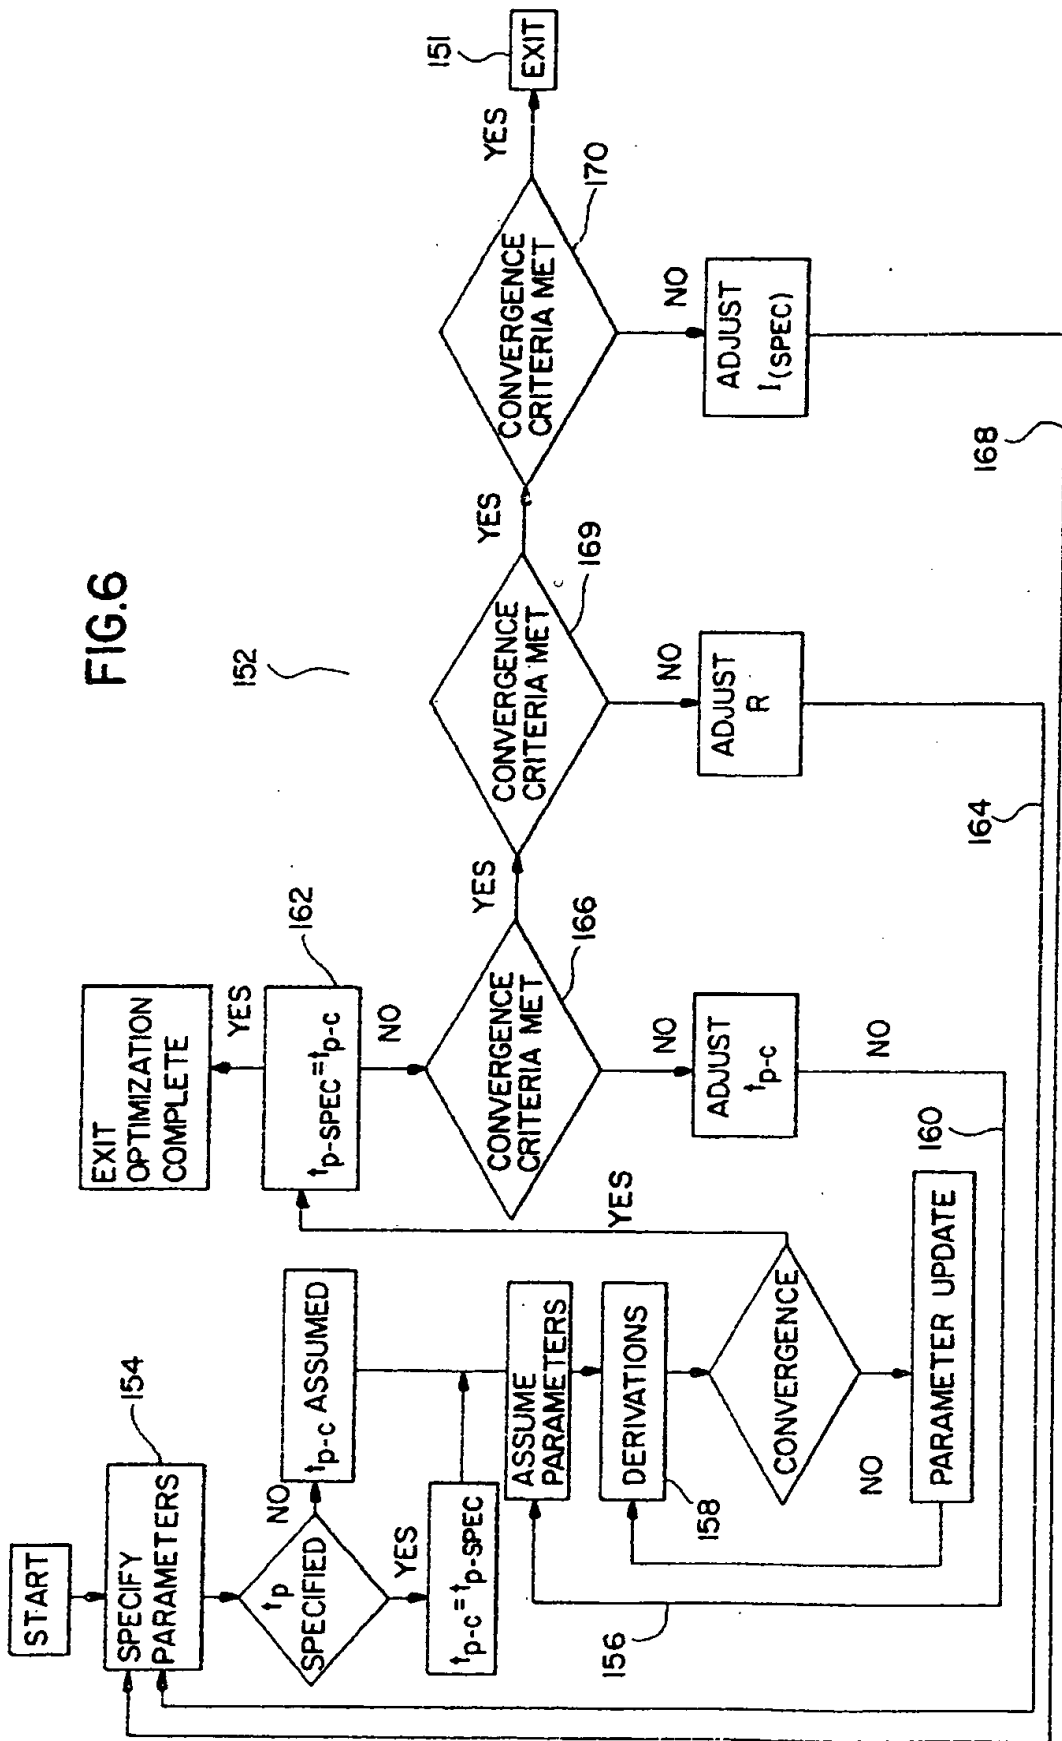 FIG.6
152
START
SPECIFY
PARAMETERS
154
tp
SPECIFIED
NO
tp-c ASSUMED
YES
tp-c = tp-SPEC
ASSUME
PARAMETERS
156
DERIVATIONS
158
CONVERGENCE
NO
PARAMETER UPDATE
YES
160
EXIT
OPTIMIZATION
COMPLETE
YES
tp-SPEC = tp-c
162
NO
CONVERGENCE
CRITERIA MET
166
NO
ADJUST
tp-c
NO
YES
CONVERGENCE
CRITERIA MET
169
NO
ADJUST
R
164
YES
CONVERGENCE
CRITERIA MET
170
NO
ADJUST
I(SPEC)
168
YES
EXIT
151